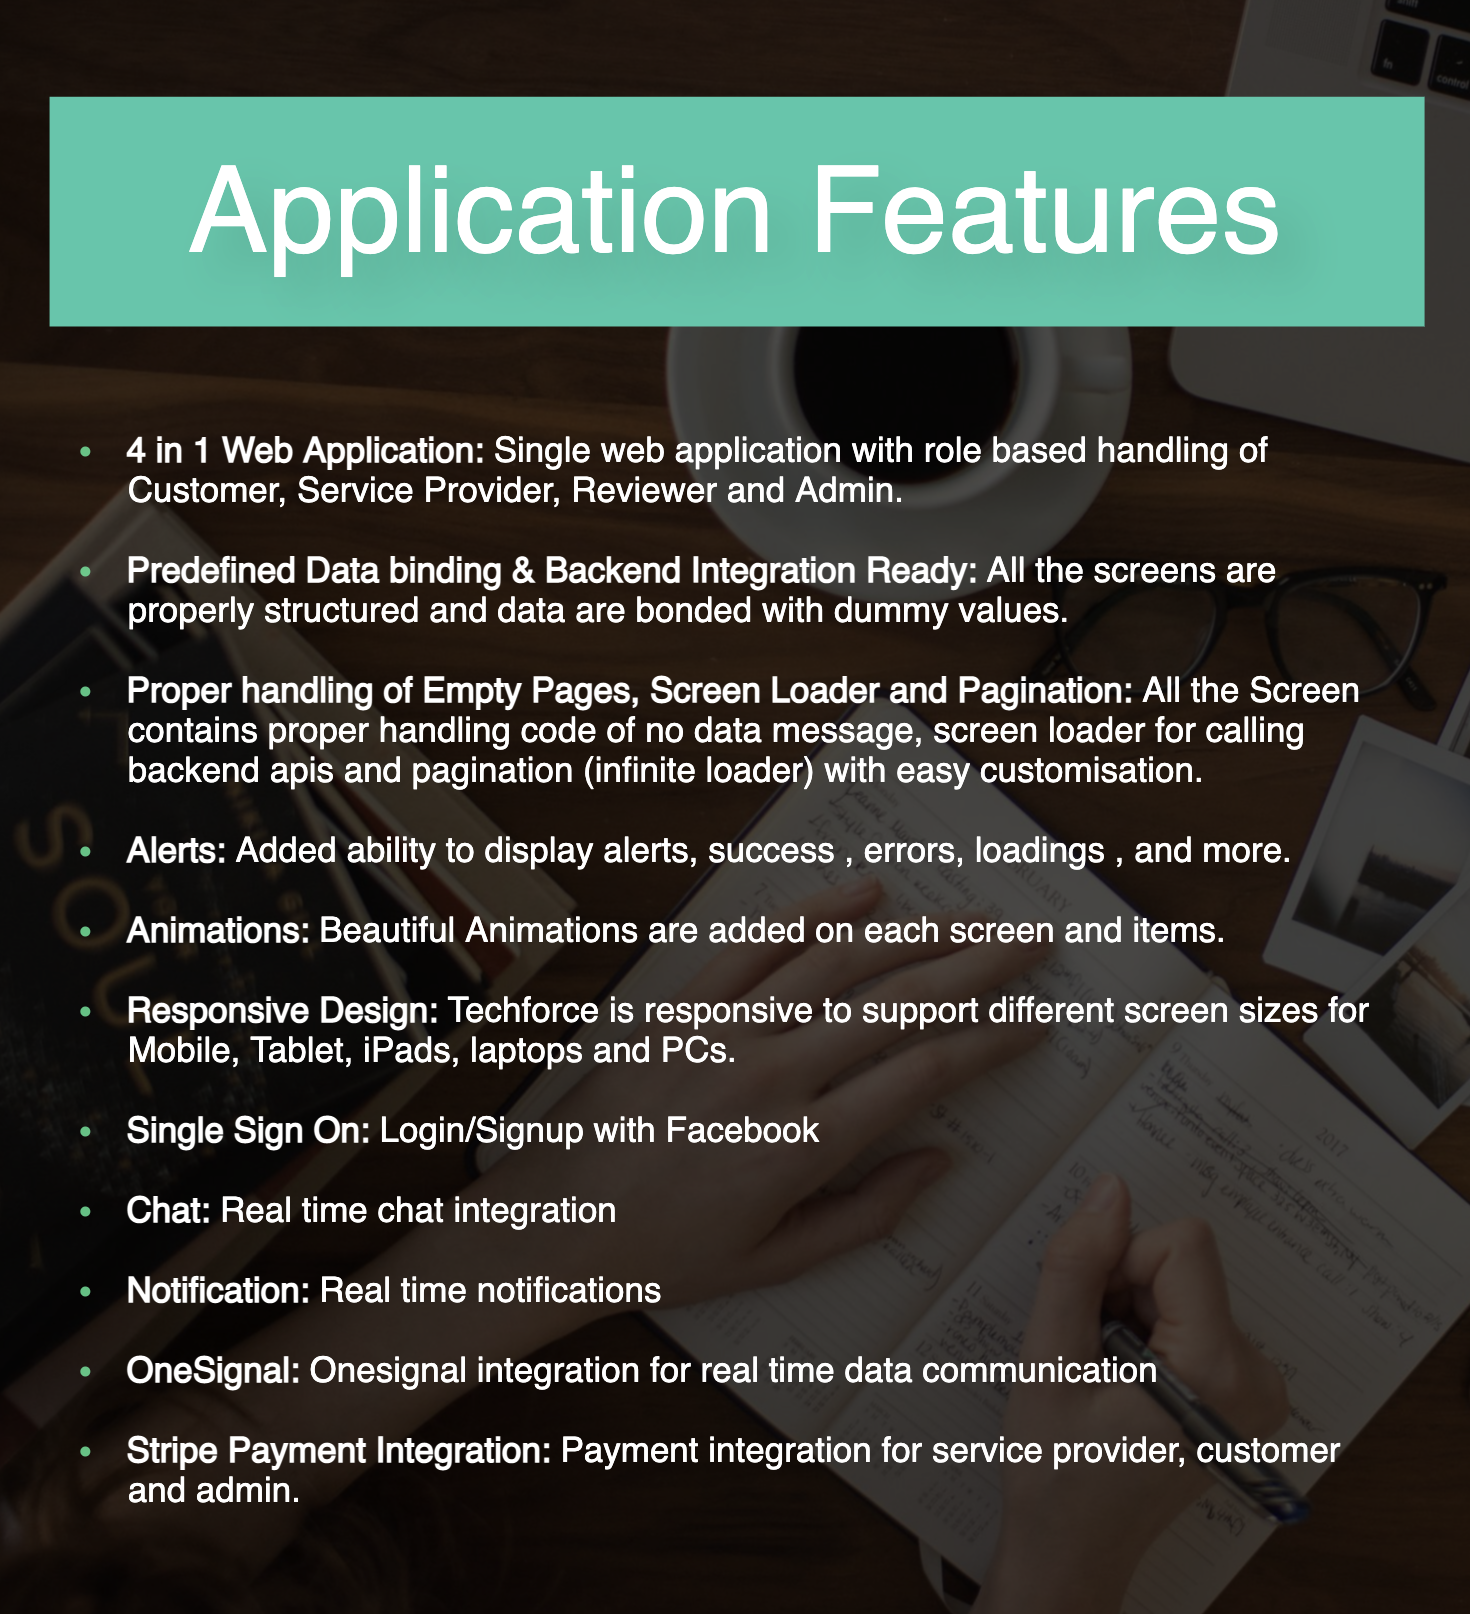 Application Features
• 4 in 1 Web Application: Single web application with role based handling of
Customer, Service Provider, Reviewer and Admin.
• Predefined Data binding & Backend Integration Ready: All the screens are
properly structured and data are bonded with dummy values.
• Proper handling of Empty Pages, Screen Loader and Pagination: All the Screen
contains proper handling code of no data message, screen loader for calling
backend apis and pagination (infinite loader) with easy customisation.
• Alerts: Added ability to display alerts, success , errors, loadings , and more.
• Animations: Beautiful Animations are added on each screen and items.
• Responsive Design: Techforce is responsive to support different screen sizes for
Mobile, Tablet, iPads, laptops and PCs.
• Single Sign On: Login/Signup with Facebook
• Chat: Real time chat integration
• Notification: Real time notifications
• OneSignal: Onesignal integration for real time data communication
• Stripe Payment Integration: Payment integration for service provider, customer
and admin.
fn
control
SOUL
2017